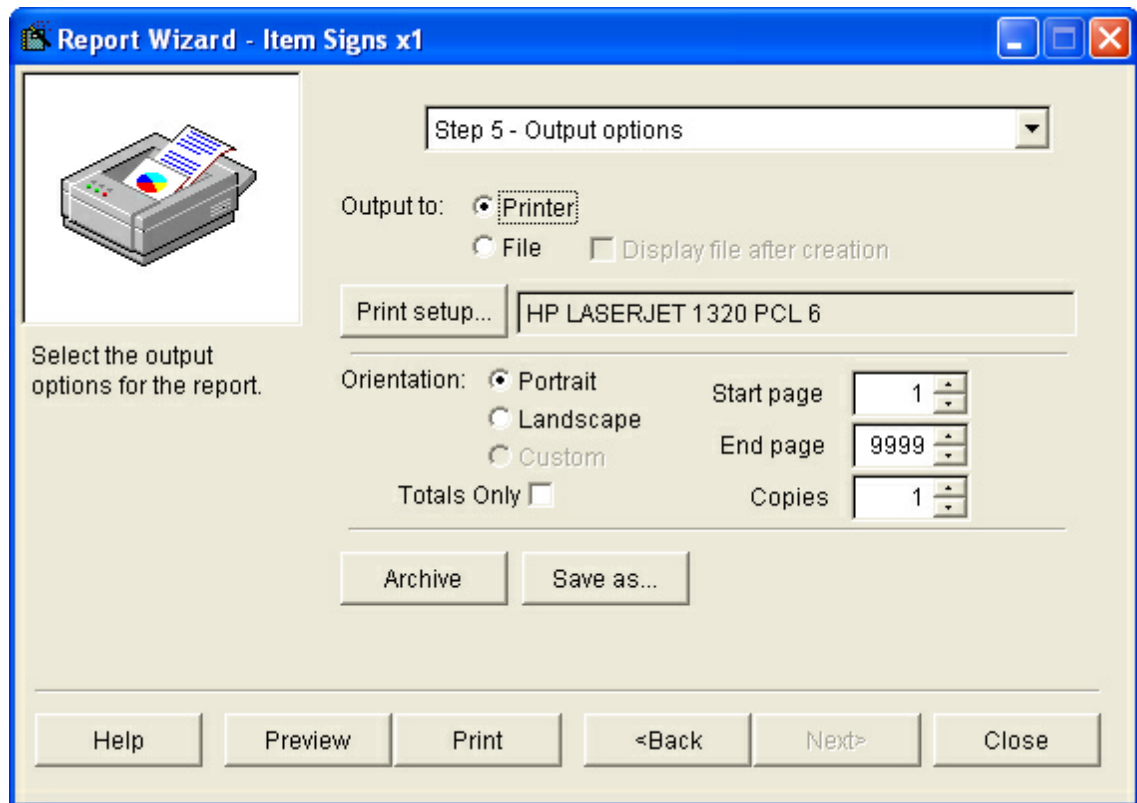 Report Wizard - Item Signs x1
Step 5 - Output options
Output to: Printer
File Display file after creation
Print setup... HP LASERJET 1320 PCL 6
Select the output
options for the report.
Orientation: Portrait
Landscape
Custom
Totals Only
Start page 1
End page 9999
Copies 1
Archive Save as...
Help Preview Print <Back Next> Close